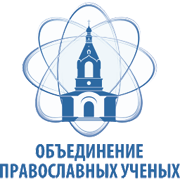 ОБЪЕДИНЕНИЕ
ПРАВОСЛАВНЫХ УЧЕНЫХ